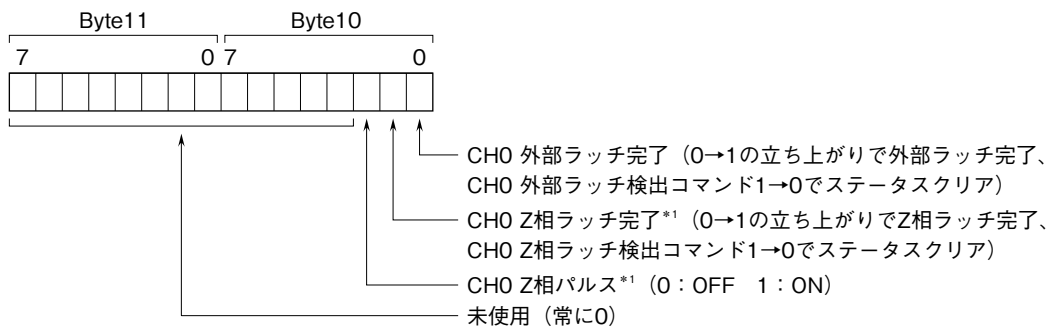 Byte11 Byte10
7 0 7 0
CH0 外部ラッチ完了（0→1の立ち上がりで外部ラッチ完了、
CH0 外部ラッチ検出コマンド1→0でステータスクリア）
CH0 Z相ラッチ完了*1（0→1の立ち上がりでZ相ラッチ完了、
CH0 Z相ラッチ検出コマンド1→0でステータスクリア）
CH0 Z相パルス*1（0：OFF　1：ON）
未使用（常に0）